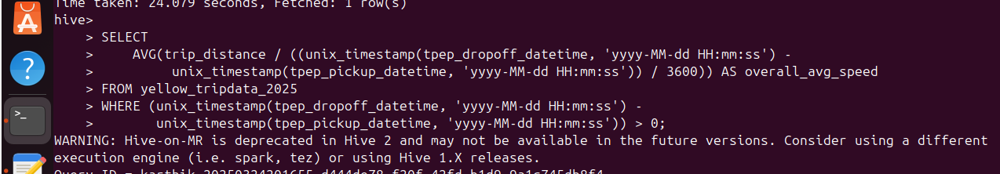 Time taken: 24.079 seconds, Fetched: 1 row(s)
hive>
    > SELECT
    >     AVG(trip_distance / ((unix_timestamp(tpep_dropoff_datetime, 'yyyy-MM-dd HH:mm:ss') -
    >          unix_timestamp(tpep_pickup_datetime, 'yyyy-MM-dd HH:mm:ss')) / 3600)) AS overall_avg_speed
    > FROM yellow_tripdata_2025
    > WHERE (unix_timestamp(tpep_dropoff_datetime, 'yyyy-MM-dd HH:mm:ss') -
    >        unix_timestamp(tpep_pickup_datetime, 'yyyy-MM-dd HH:mm:ss')) > 0;
WARNING: Hive-on-MR is deprecated in Hive 2 and may not be available in the future versions. Consider using a different
execution engine (i.e. spark, tez) or using Hive 1.X releases.
Query ID =